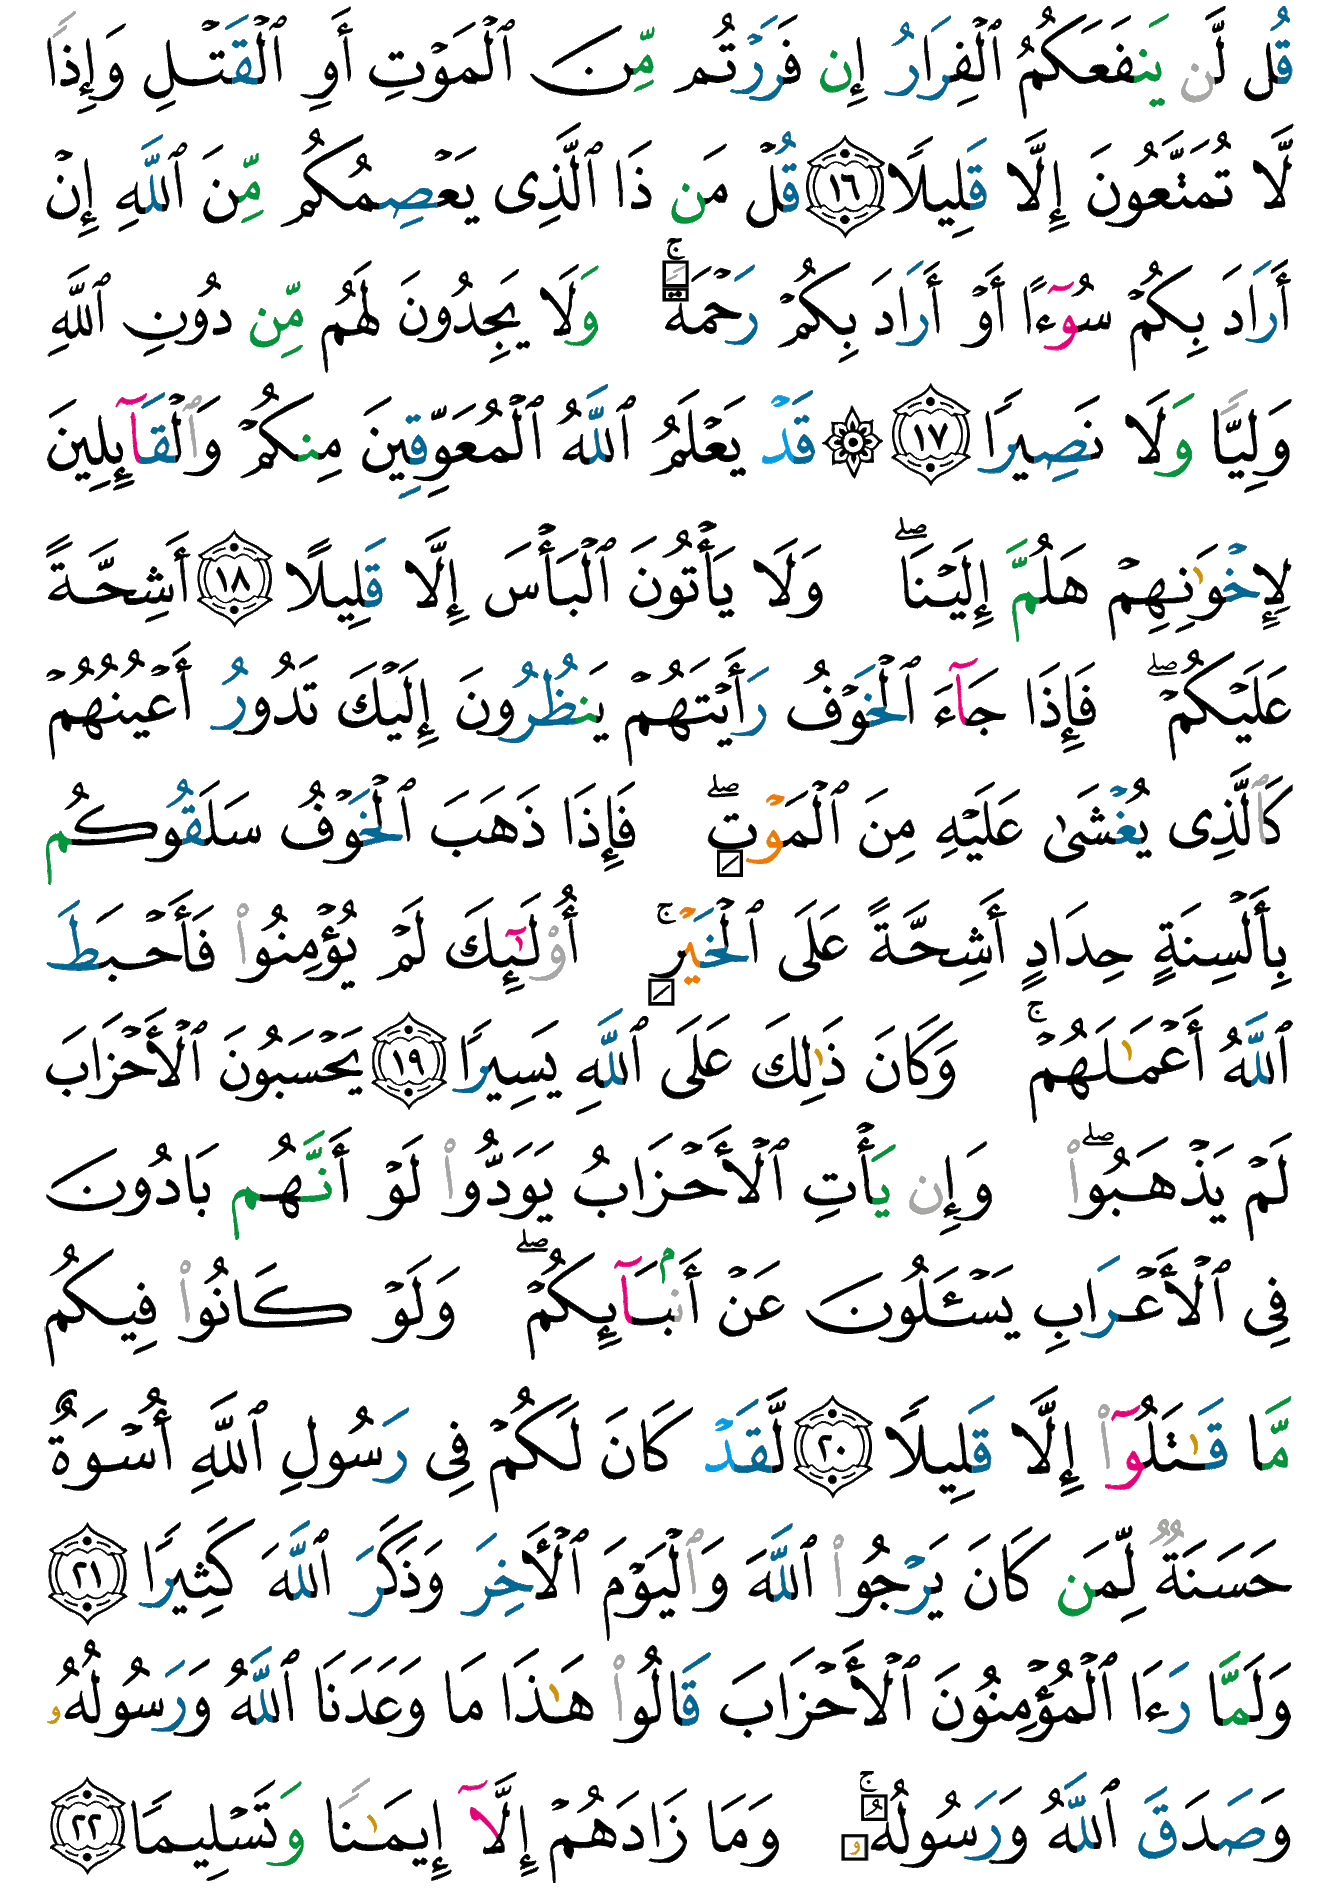 قُل لَّن يَنفَعَكُمُ ٱلۡفِرَارُ إِن فَرَرۡتُم مِّنَ ٱلۡمَوۡتِ أَوِ ٱلۡقَتۡلِ وَإِذٗا
لَّا تُمَتَّعُونَ إِلَّا قَلِيلٗا ١٦ قُلۡ مَن ذَا ٱلَّذِي يَعۡصِمُكُم مِّنَ ٱللَّهِ إِنۡ
أَرَادَ بِكُمۡ سُوٓءًا أَوۡ أَرَادَ بِكُمۡ رَحۡمَةٗۚ وَلَا يَجِدُونَ لَهُم مِّن دُونِ ٱللَّهِ
وَلِيّٗا وَلَا نَصِيرٗا ١٧ ۞ قَدۡ يَعۡلَمُ ٱللَّهُ ٱلۡمُعَوِّقِينَ مِنكُمۡ وَٱلۡقَآئِلِينَ
لِإِخۡوَٰنِهِمۡ هَلُمَّ إِلَيۡنَاۖ وَلَا يَأۡتُونَ ٱلۡبَأۡسَ إِلَّا قَلِيلًا ١٨ أَشِحَّةً
عَلَيۡكُمۡۖ فَإِذَا جَآءَ ٱلۡخَوۡفُ رَأَيۡتَهُمۡ يَنظُرُونَ إِلَيۡكَ تَدُورُ أَعۡيُنُهُمۡ
كَٱلَّذِي يُغۡشَىٰ عَلَيۡهِ مِنَ ٱلۡمَوۡتِۖ فَإِذَا ذَهَبَ ٱلۡخَوۡفُ سَلَقُوكُم
بِأَلۡسِنَةٍ حِدَادٍ أَشِحَّةً عَلَى ٱلۡخَيۡرِۚ أُوْلَٰٓئِكَ لَمۡ يُؤۡمِنُواْ فَأَحۡبَطَ
ٱللَّهُ أَعۡمَٰلَهُمۡۚ وَكَانَ ذَٰلِكَ عَلَى ٱللَّهِ يَسِيرٗا ١٩ يَحۡسَبُونَ ٱلۡأَحۡزَابَ
لَمۡ يَذۡهَبُواْۖ وَإِن يَأۡتِ ٱلۡأَحۡزَابُ يَوَدُّواْ لَوۡ أَنَّهُم بَادُونَ
فِي ٱلۡأَعۡرَابِ يَسۡـَٔلُونَ عَنۡ أَنۢبَآئِكُمۡۖ وَلَوۡ كَانُواْ فِيكُم
مَّا قَٰتَلُوٓاْ إِلَّا قَلِيلٗا ٢٠ لَّقَدۡ كَانَ لَكُمۡ فِي رَسُولِ ٱللَّهِ أُسۡوَةٌ
حَسَنَةٞ لِّمَن كَانَ يَرۡجُواْ ٱللَّهَ وَٱلۡيَوۡمَ ٱلۡأٓخِرَ وَذَكَرَ ٱللَّهَ كَثِيرٗا ٢١
وَلَمَّا رَءَا ٱلۡمُؤۡمِنُونَ ٱلۡأَحۡزَابَ قَالُواْ هَٰذَا مَا وَعَدَنَا ٱللَّهُ وَرَسُولُهُۥ
وَصَدَقَ ٱللَّهُ وَرَسُولُهُۥۚ وَمَا زَادَهُمۡ إِلَّآ إِيمَٰنٗا وَتَسۡلِيمٗا ٢٢